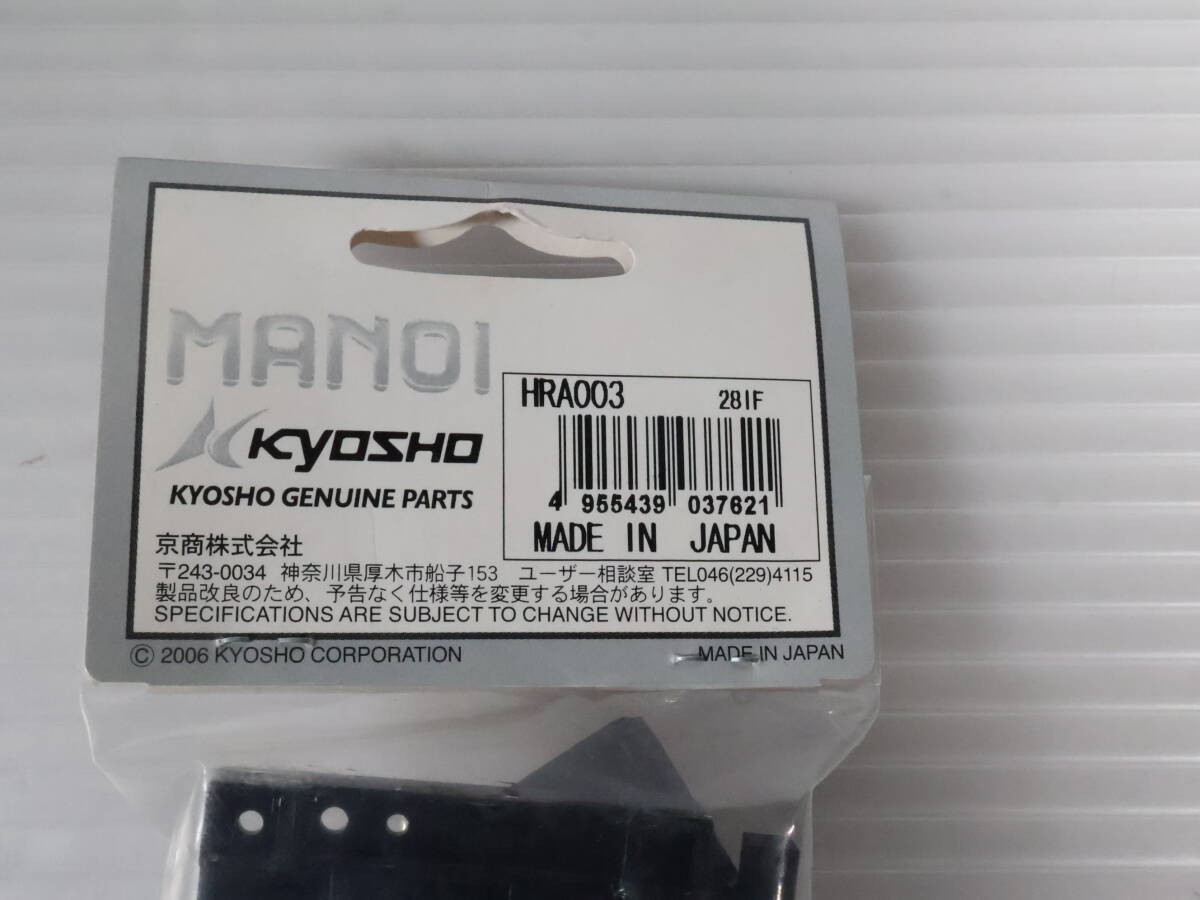 MANOI
KYOSHO
KYOSHO GENUINE PARTS
HRA003 28IF
4 955439 037621
MADE IN JAPAN
京商株式会社
〒243-0034 神奈川県厚木市船子153 ユーザー相談室 TEL046(229)4115
製品改良のため、予告なく仕様等を変更する場合があります。
SPECIFICATIONS ARE SUBJECT TO CHANGE WITHOUT NOTICE.
© 2006 KYOSHO CORPORATION MADE IN JAPAN